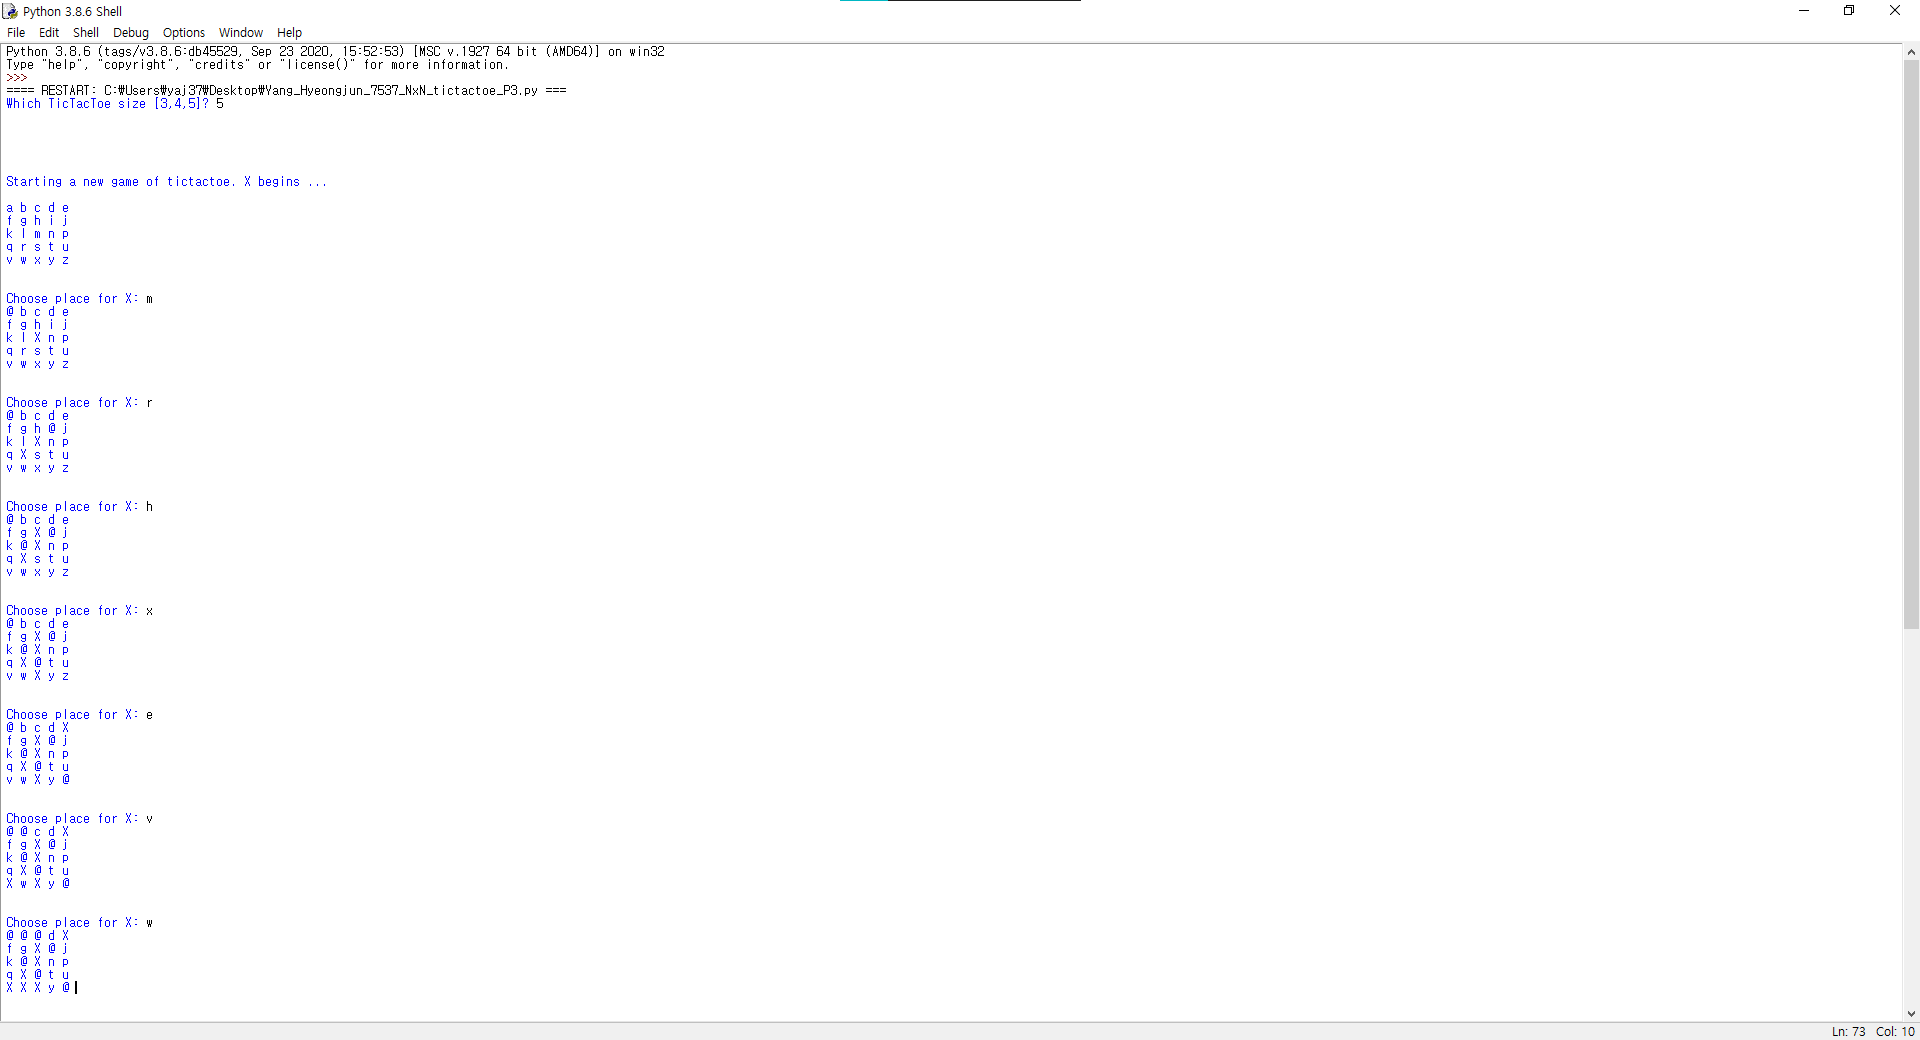 Python 3.8.6 Shell
File Edit Shell Debug Options Window Help
Python 3.8.6 (tags/v3.8.6:db45529, Sep 23 2020, 15:52:53) [MSC v.1927 64 bit (AMD64)] on win32
Type "help", "copyright", "credits" or "license()" for more information.
>>>
==== RESTART: C:₩Users₩yaj37₩Desktop₩Yang_Hyeongjun_7537_NxN_tictactoe_P3.py ===
Which TicTacToe size [3,4,5]? 5
Starting a new game of tictactoe. X begins ...
a b c d e
f g h i j
k l m n p
q r s t u
v w x y z
Choose place for X: m
@ b c d e
f g h i j
k l X n p
q r s t u
v w x y z
Choose place for X: r
@ b c d e
f g h @ j
k l X n p
q X s t u
v w x y z
Choose place for X: h
@ b c d e
f g X @ j
k @ X n p
q X s t u
v w x y z
Choose place for X: x
@ b c d e
f g X @ j
k @ X n p
q X @ t u
v w X y z
Choose place for X: e
@ b c d X
f g X @ j
k @ X n p
q X @ t u
v w X y @
Choose place for X: v
@ @ c d X
f g X @ j
k @ X n p
q X @ t u
X w X y @
Choose place for X: w
@ @ @ d X
f g X @ j
k @ X n p
q X @ t u
X X X y @
Ln: 73 Col: 10